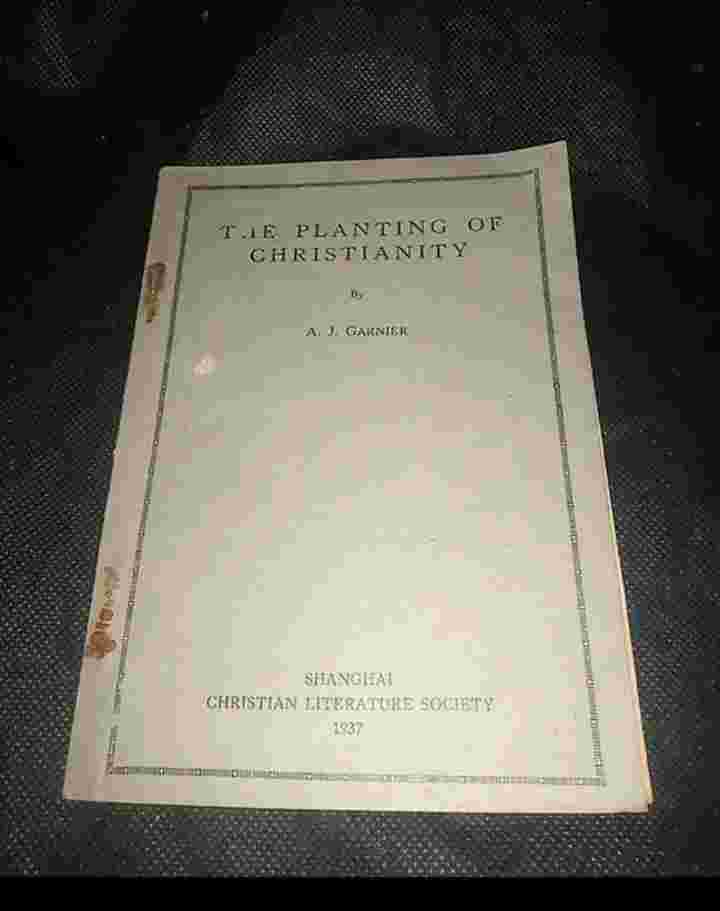 THE PLANTING OF
CHRISTIANITY
By
A. J. GARNIER
SHANGHAI
CHRISTIAN LITERATURE SOCIETY
1937